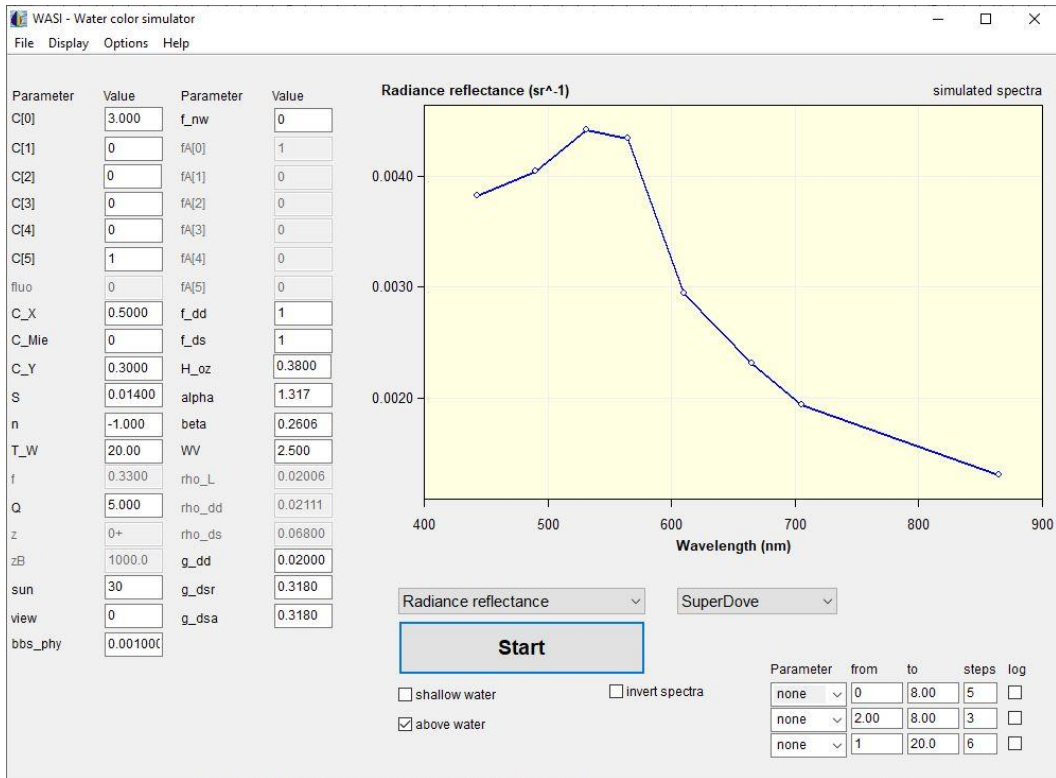 WASI - Water color simulator
File Display Options Help
Parameter Value Parameter Value
C[0] 3.000 f_nw 0
C[1] 0 fA[0] 1
C[2] 0 fA[1] 0
C[3] 0 fA[2] 0
C[4] 0 fA[3] 0
C[5] 1 fA[4] 0
fluo 0 fA[5] 0
C_X 0.5000 f_dd 1
C_Mie 0 f_ds 1
C_Y 0.3000 H_oz 0.3800
S 0.01400 alpha 1.317
n -1.000 beta 0.2606
T_W 20.00 WV 2.500
f 0.3300 rho_L 0.02006
Q 5.000 rho_dd 0.02111
z 0+ rho_ds 0.06800
zB 1000.0 g_dd 0.02000
sun 30 g_dsr 0.3180
view 0 g_dsa 0.3180
bbs_phy 0.00100(
Radiance reflectance (sr^-1) simulated spectra
0.0040
0.0030
0.0020
400 500 600 700 800 900
Wavelength (nm)
Radiance reflectance SuperDove
Start
shallow water invert spectra
above water
Parameter from to steps log
none 0 8.00 5
none 2.00 8.00 3
none 1 20.0 6